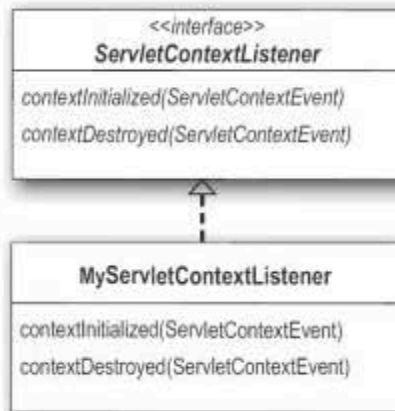 <<interface>>
ServletContextListener
contextInitialized(ServletContextEvent)
contextDestroyed(ServletContextEvent)
MyServletContextListener
contextInitialized(ServletContextEvent)
contextDestroyed(ServletContextEvent)